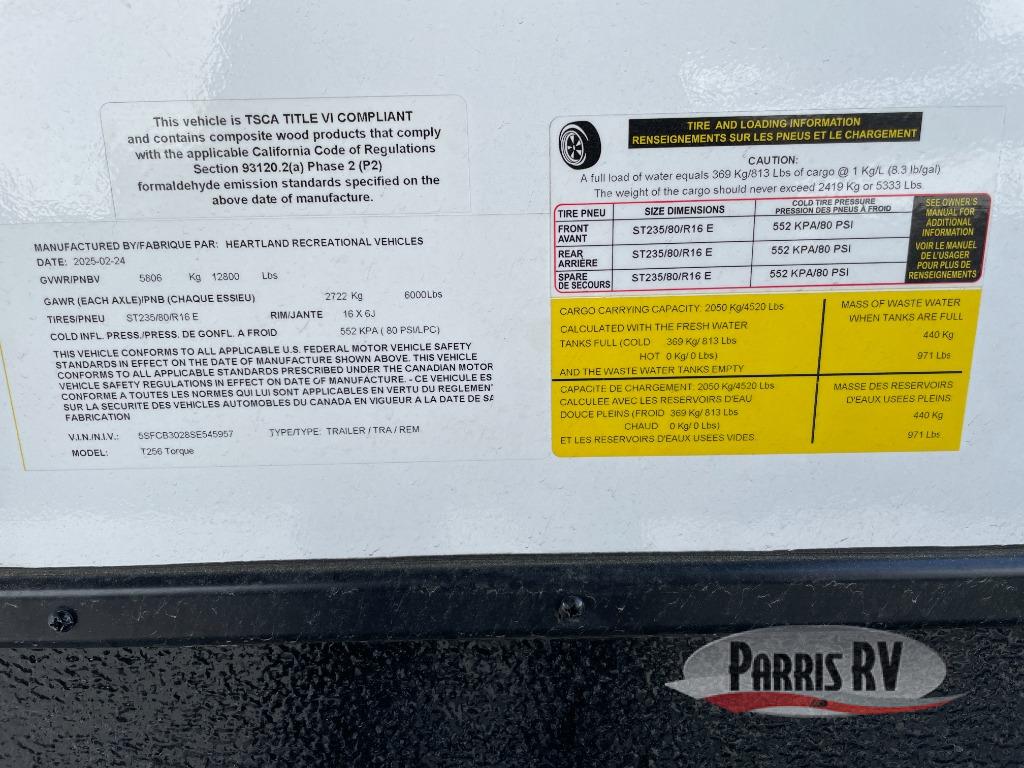 This vehicle is TSCA TITLE VI COMPLIANT
and contains composite wood products that comply
with the applicable California Code of Regulations
Section 93120.2(a) Phase 2 (P2)
formaldehyde emission standards specified on the
above date of manufacture.
MANUFACTURED BY/FABRIQUE PAR: HEARTLAND RECREATIONAL VEHICLES
DATE: 2025-02-24
GVWR/PNBV 5806 Kg 12800 Lbs
GAWR (EACH AXLE)/PNB (CHAQUE ESSIEU) 2722 Kg 6000Lbs
TIRES/PNEU ST235/80/R16 E RIM/JANTE 16 X 6J
COLD INFL. PRESS./PRESS. DE GONFL. A FROID 552 KPA ( 80 PSI/LPC)
THIS VEHICLE CONFORMS TO ALL APPLICABLE U.S. FEDERAL MOTOR VEHICLE SAFETY
STANDARDS IN EFFECT ON THE DATE OF MANUFACTURE SHOWN ABOVE. THIS VEHICLE
CONFORMS TO ALL APPLICABLE STANDARDS PRESCRIBED UNDER THE CANADIAN MOTOR
VEHICLE SAFETY REGULATIONS IN EFFECT ON DATE OF MANUFACTURE. - CE VEHICULE ES
CONFORME A TOUTES LES NORMES QUI LUI SONT APPLICABLES EN VERTU DU REGLEMEN
SUR LA SECURITE DES VEHICLES AUTOMOBILES DU CANADA EN VIGUEUR A LA DATE DE SA
FABRICATION
V.I.N./N.I.V.: 5SFCB3028SE545957 TYPE/TYPE: TRAILER / TRA / REM
MODEL: T256 Torque
TIRE AND LOADING INFORMATION
RENSEIGNEMENTS SUR LES PNEUS ET LE CHARGEMENT
CAUTION:
A full load of water equals 369 Kg/813 Lbs of cargo @ 1 Kg/L (8.3 lb/gal)
The weight of the cargo should never exceed 2419 Kg or 5333 Lbs
TIRE PNEU SIZE DIMENSIONS COLD TIRE PRESSURE
PRESSION DES PNEUS À FROID
FRONT
AVANT ST235/80/R16 E 552 KPA/80 PSI
REAR
ARRIÈRE ST235/80/R16 E 552 KPA/80 PSI
SPARE
DE SECOURS ST235/80/R16 E 552 KPA/80 PSI
SEE OWNER'S
MANUAL FOR
ADDITIONAL
INFORMATION
VOIR LE MANUEL
DE L'USAGER
POUR PLUS DE
RENSEIGNEMENTS
CARGO CARRYING CAPACITY: 2050 Kg/4520 Lbs
CALCULATED WITH THE FRESH WATER
TANKS FULL (COLD 369 Kg/ 813 Lbs
HOT 0 Kg/ 0 Lbs)
AND THE WASTE WATER TANKS EMPTY
MASS OF WASTE WATER
WHEN TANKS ARE FULL
440 Kg
971 Lbs
CAPACITE DE CHARGEMENT: 2050 Kg/4520 Lbs
CALCULEE AVEC LES RESERVOIRS D'EAU
DOUCE PLEINS (FROID 369 Kg/ 813 Lbs
CHAUD 0 Kg/ 0 Lbs)
ET LES RESERVOIRS D'EAUX USEES VIDES.
MASSE DES RESERVOIRS
D'EAUX USEES PLEINS:
440 Kg
971 Lbs
PARRIS RV